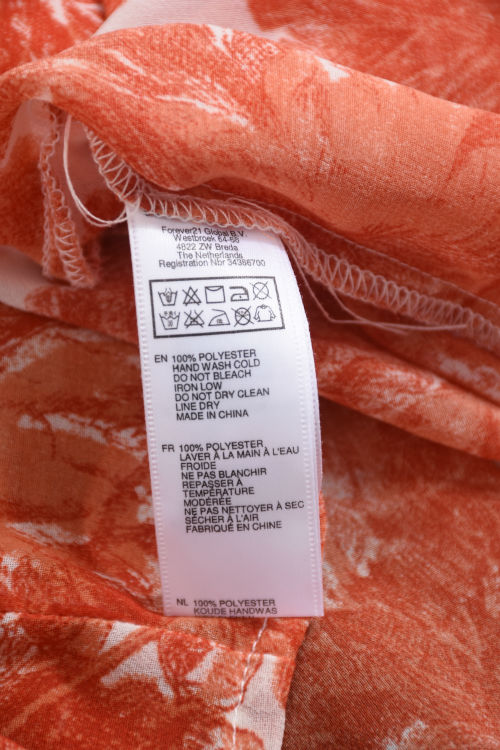 Forever21 Global B.V.
Westbroek 64-66
4822 ZW Breda
The Netherlands
Registration Nbr 34366700
EN 100% POLYESTER
HAND WASH COLD
DO NOT BLEACH
IRON LOW
DO NOT DRY CLEAN
LINE DRY
MADE IN CHINA
FR 100% POLYESTER
LAVER À LA MAIN À L'EAU
FROIDE
NE PAS BLANCHIR
REPASSER À
TEMPÉRATURE
MODÉRÉE
NE PAS NETTOYER À SEC
SÉCHER À L'AIR
FABRIQUÉ EN CHINE
NL 100% POLYESTER
KOUDE HANDWAS